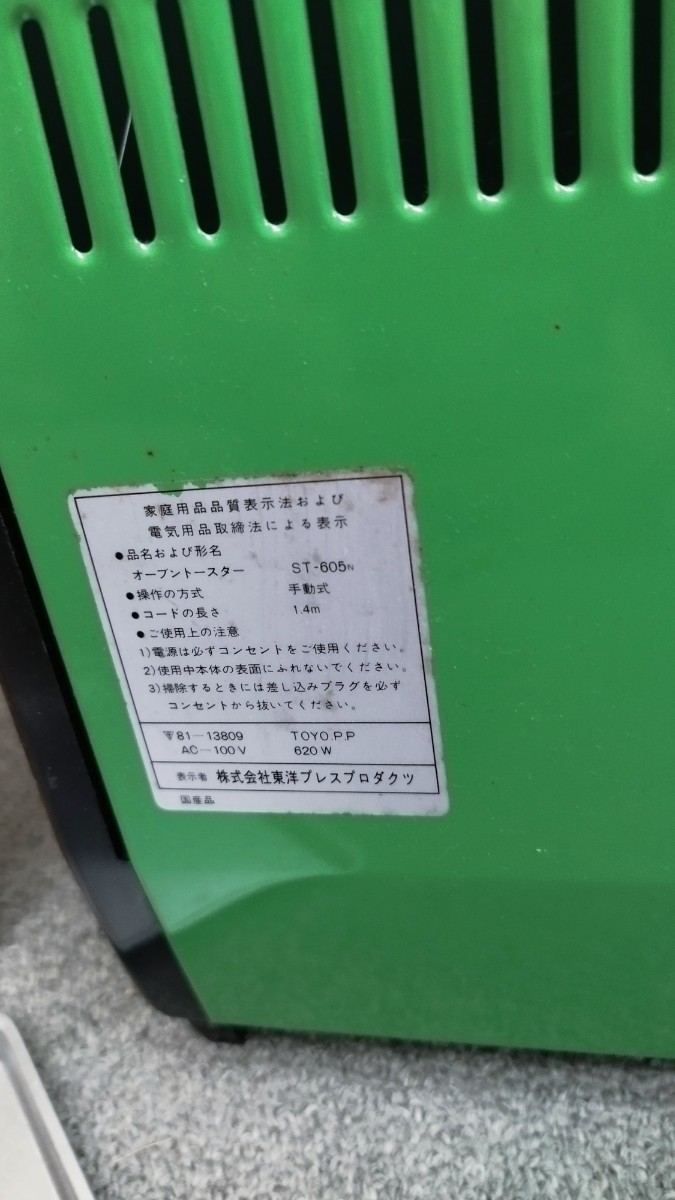 家庭用品品質表示法および
電気用品取締法による表示
●品名および形名
オーブントースター ST-605N
●操作の方式 手動式
●コードの長さ 1.4m
●ご使用上の注意
1)電源は必ずコンセントをご使用ください。
2)使用中本体の表面にふれないでください。
3)掃除するときには差し込みプラグを必ず
コンセントから抜いてください。
81-13809 TOYO.P.P
AC-100V 620W
表示者 株式会社東洋プレスプロダクツ
国産品